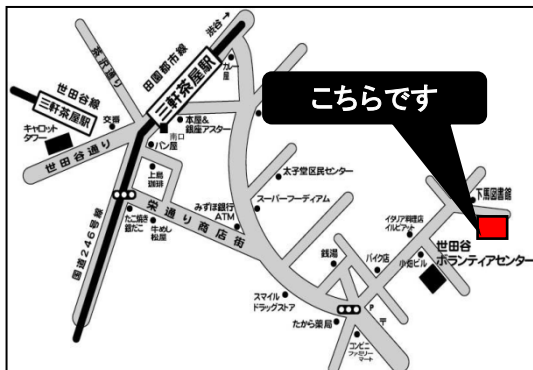 渋谷→
茶沢通り
田園都市線
三軒茶屋駅
カレー
屋
こちらです
世田谷線
三軒茶屋駅
キャロット
タワー
交番
世田谷通り
本屋&
銀座アスター
南口
パン屋
上島
珈琲
太子堂区民センター
下馬図書館
スーパーフーディアム
みずほ銀行
ATM
たこ焼き
銀だこ
栄通り商店街
牛めし
松屋
国道246号線
イタリア料理店
イルピアット
世田谷
ボランティアセンター
銭湯
バイク店
小畑ビル
スマイル
ドラッグストア
たから薬局
P
〒
コンビニ
ファミリー
マート